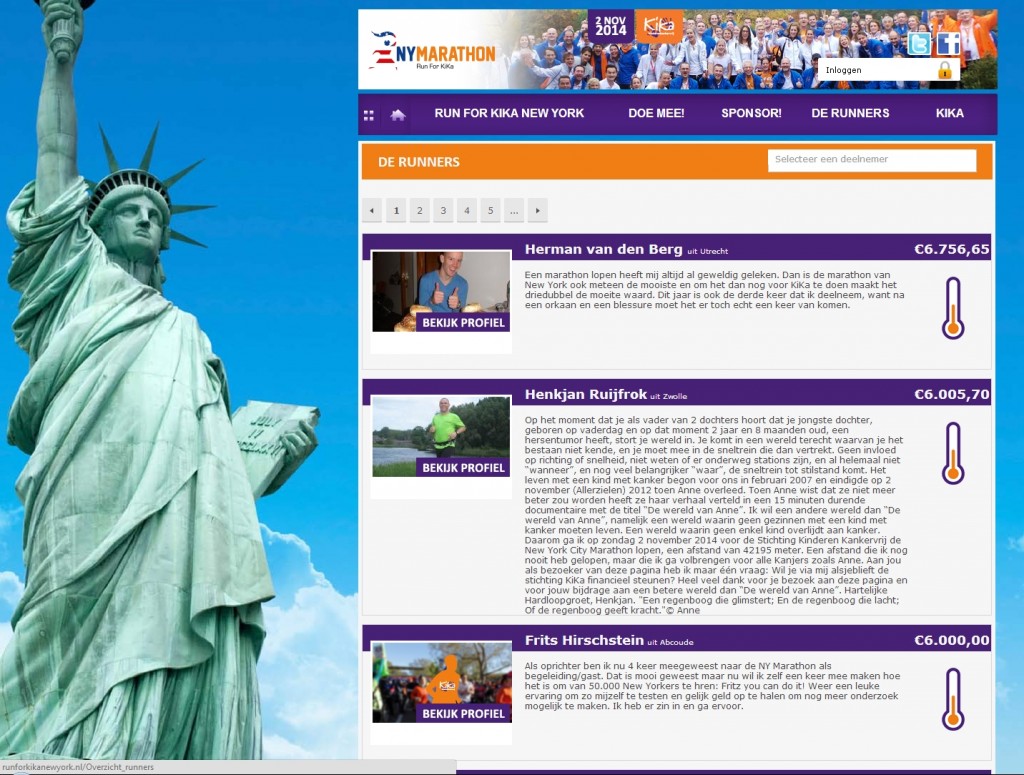 2 NOV
2014
KiKa
NYMARATHON
Run For KiKa
Inloggen
RUN FOR KIKA NEW YORK DOE MEE! SPONSOR! DE RUNNERS KIKA
DE RUNNERS
Selecteer een deelnemer
1 2 3 4 5 ...
Herman van den Berg uit Utrecht €6.756,65
Een marathon lopen heeft mij altijd al geweldig geleken. Dan is de marathon van
New York ook meteen de mooiste en om het dan nog voor KiKa te doen maakt het
driedubbel de moeite waard. Dit jaar is ook de derde keer dat ik deelneem, want na
een orkaan en een blessure moet het er toch echt een keer van komen.
BEKIJK PROFIEL
Henkjan Ruijfrok uit Zwolle €6.005,70
Op het moment dat je als vader van 2 dochters hoort dat je jongste dochter,
geboren op vaderdag en op dat moment 2 jaar en 8 maanden oud, een
hersentumor heeft, stort je wereld in. Je komt in een wereld terecht waarvan je het
bestaan niet kende, en je moet mee in de sneltrein die dan vertrekt. Geen invloed
op richting of snelheid, niet weten of er onderweg stations zijn, en al helemaal niet
"wanneer", en nog veel belangrijker "waar", de sneltrein tot stilstand komt. Het
leven met een kind met kanker begon voor ons in februari 2007 en eindigde op 2
november (Allerzielen) 2012 toen Anne overleed. Toen Anne wist dat ze niet meer
beter zou worden heeft ze haar verhaal verteld in een 15 minuten durende
documentaire met de titel "De wereld van Anne". Ik wil een andere wereld dan "De
wereld van Anne", namelijk een wereld waarin geen gezinnen met een kind met
kanker moeten leven. Een wereld waarin geen enkel kind overlijdt aan kanker.
Daarom ga ik op zondag 2 november 2014 voor de Stichting Kinderen Kankervrij de
New York City Marathon lopen, een afstand van 42195 meter. Een afstand die ik nog
nooit heb gelopen, maar die ik ga volbrengen voor alle Kanjers zoals Anne. Aan jou
als bezoeker van deze pagina heb ik maar één vraag: Wil je via mij alsjeblieft de
stichting KiKa financieel steunen? Heel veel dank voor je bezoek aan deze pagina en
voor jouw bijdrage aan een betere wereld dan "De wereld van Anne". Hartelijke
Hardloopgroet, Henkjan. "Een regenboog die glimstert; En de regenboog die lacht;
Of de regenboog geeft kracht."© Anne
BEKIJK PROFIEL
Frits Hirschstein uit Abcoude €6.000,00
Als oprichter ben ik nu 4 keer meegeweest naar de NY Marathon als
begeleiding/gast. Dat is mooi geweest maar nu wil ik zelf een keer mee maken hoe
het is om van 50.000 New Yorkers te hren: Fritz you can do it! Weer een leuke
ervaring om zo mijzelf te testen en gelijk geld op te halen om nog meer onderzoek
mogelijk te maken. Ik heb er zin in en ga ervoor.
KiKa
BEKIJK PROFIEL
runforkikanewyork.nl/Overzicht_runners